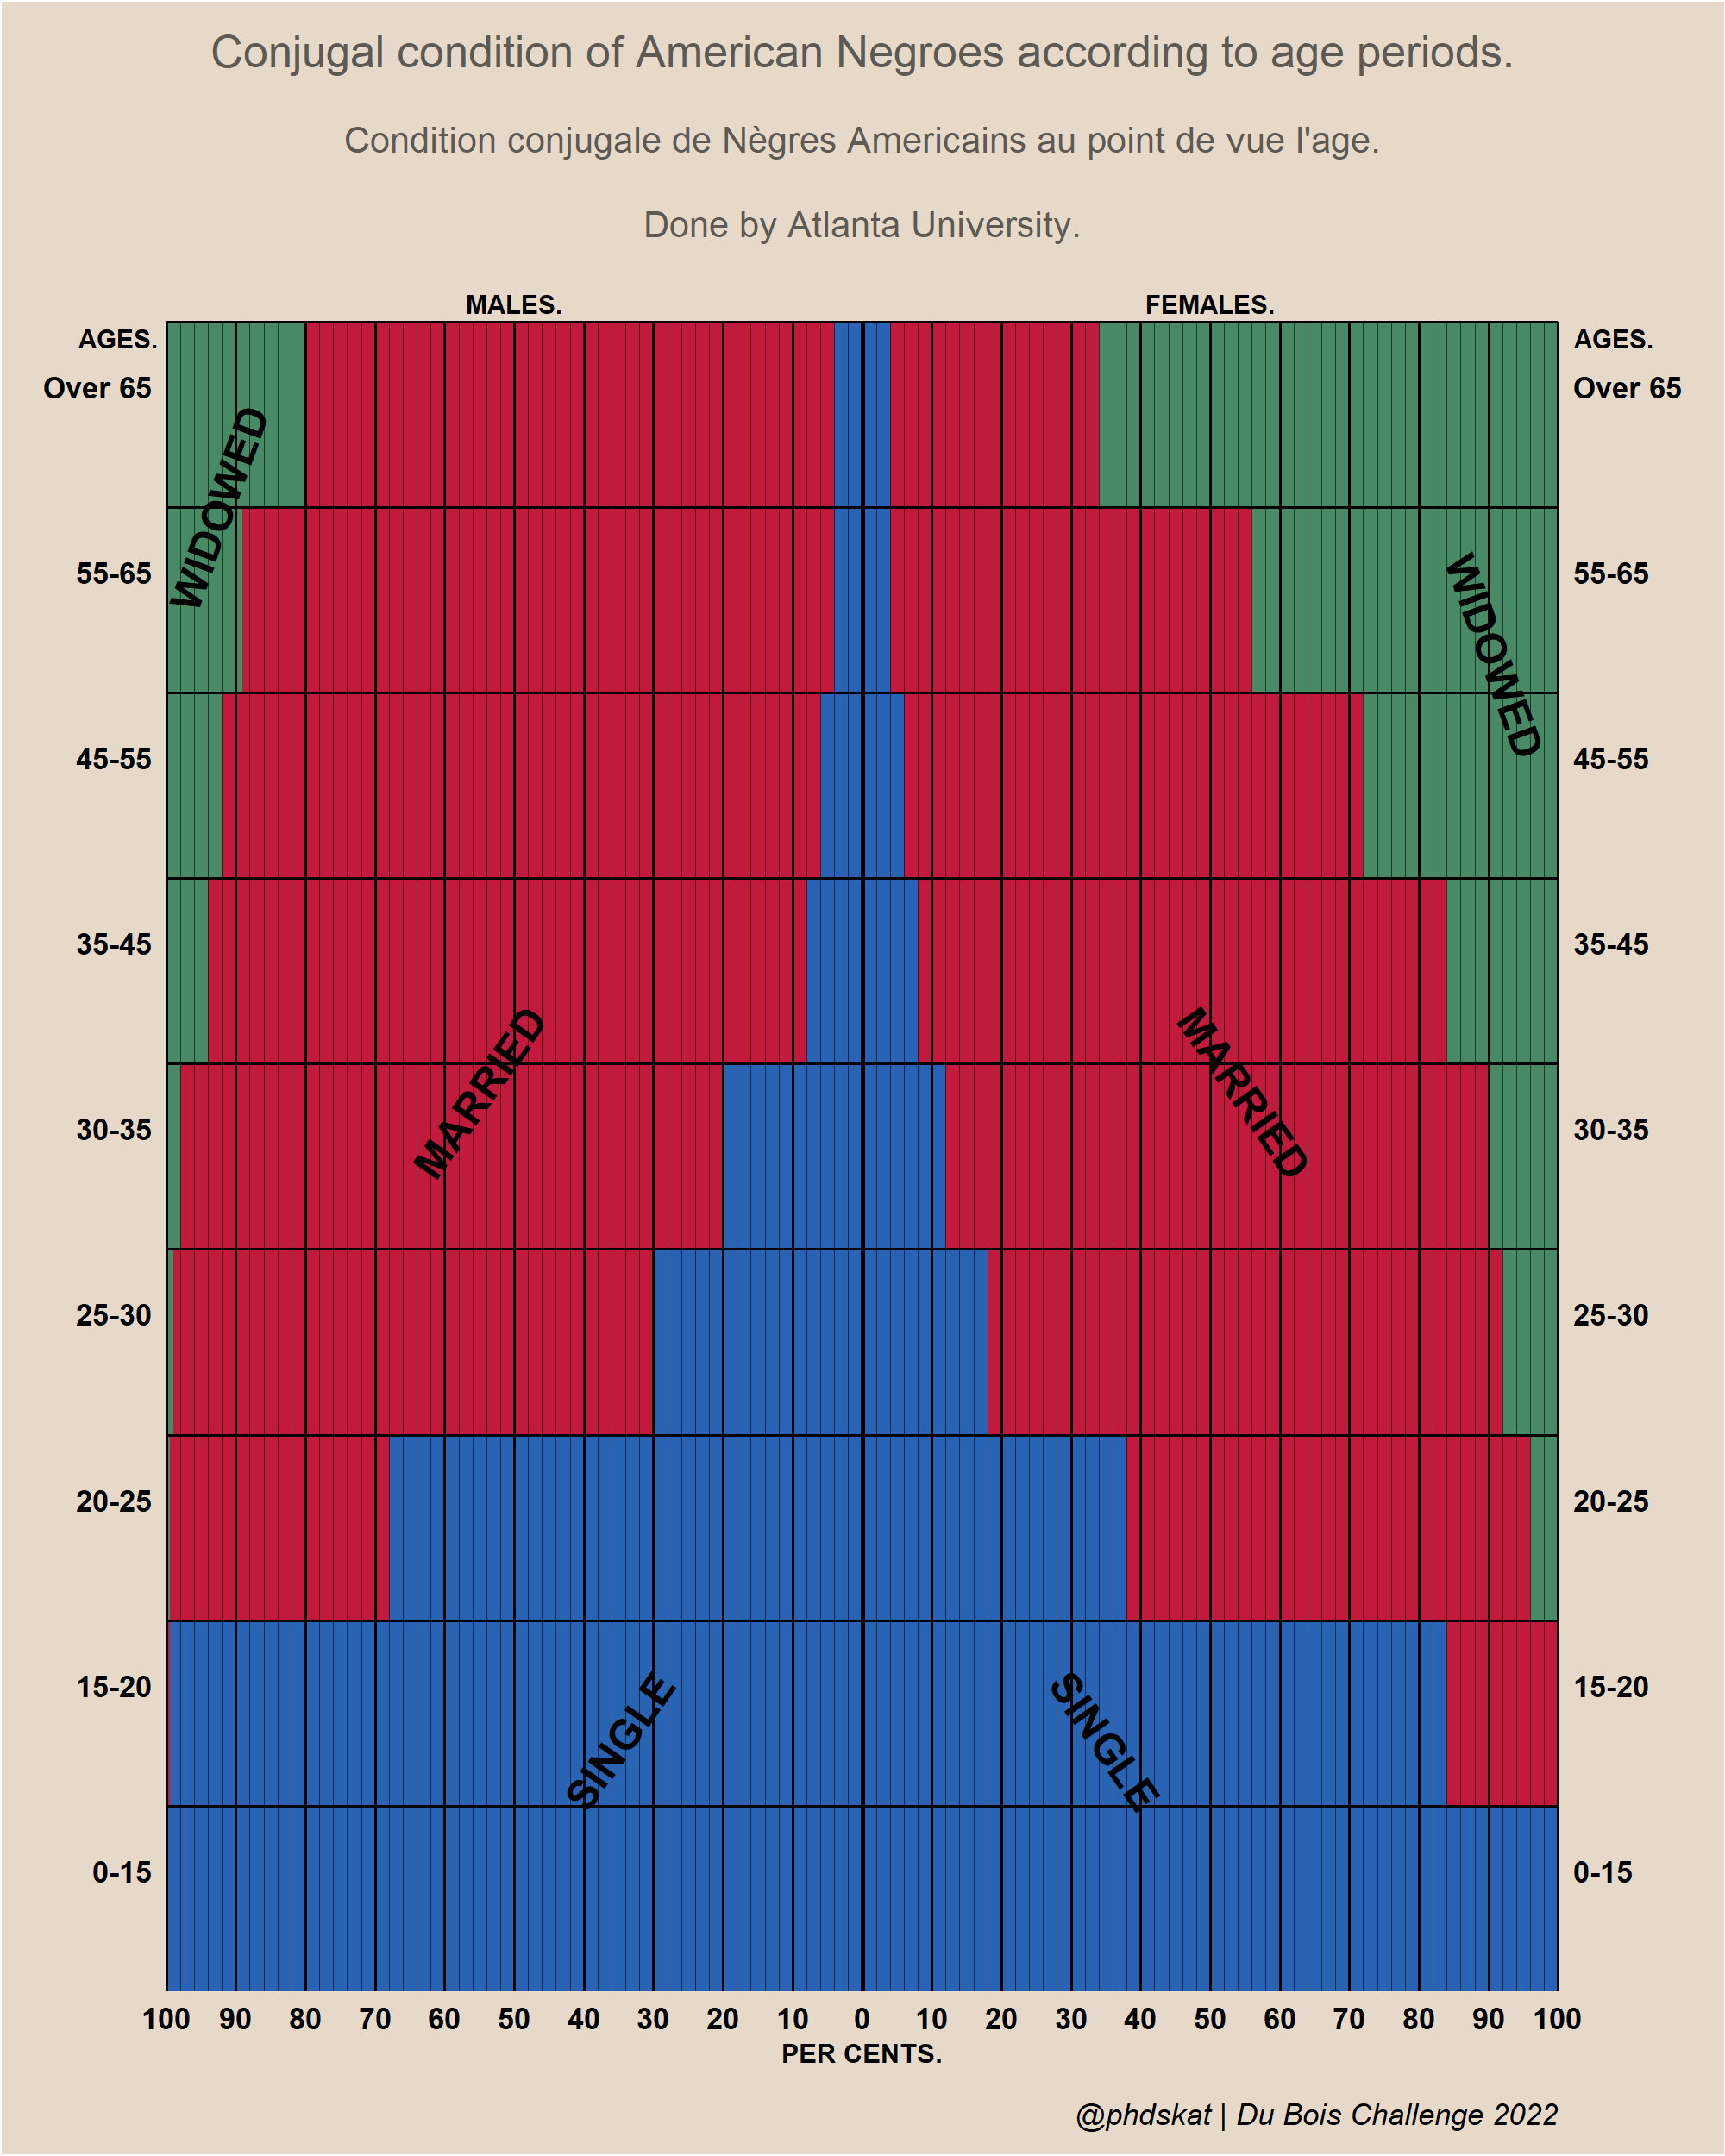 Conjugal condition of American Negroes according to age periods.
Condition conjugale de Nègres Americains au point de vue l'age.
Done by Atlanta University.
MALES. FEMALES.
AGES. AGES.
Over 65 Over 65
WIDOWED
55-65 55-65
WIDOWED
45-55 45-55
35-45 35-45
MARRIED MARRIED
30-35 30-35
25-30 25-30
20-25 20-25
15-20 15-20
SINGLE SINGLE
0-15 0-15
100 90 80 70 60 50 40 30 20 10 0 10 20 30 40 50 60 70 80 90 100
PER CENTS.
@phdskat | Du Bois Challenge 2022